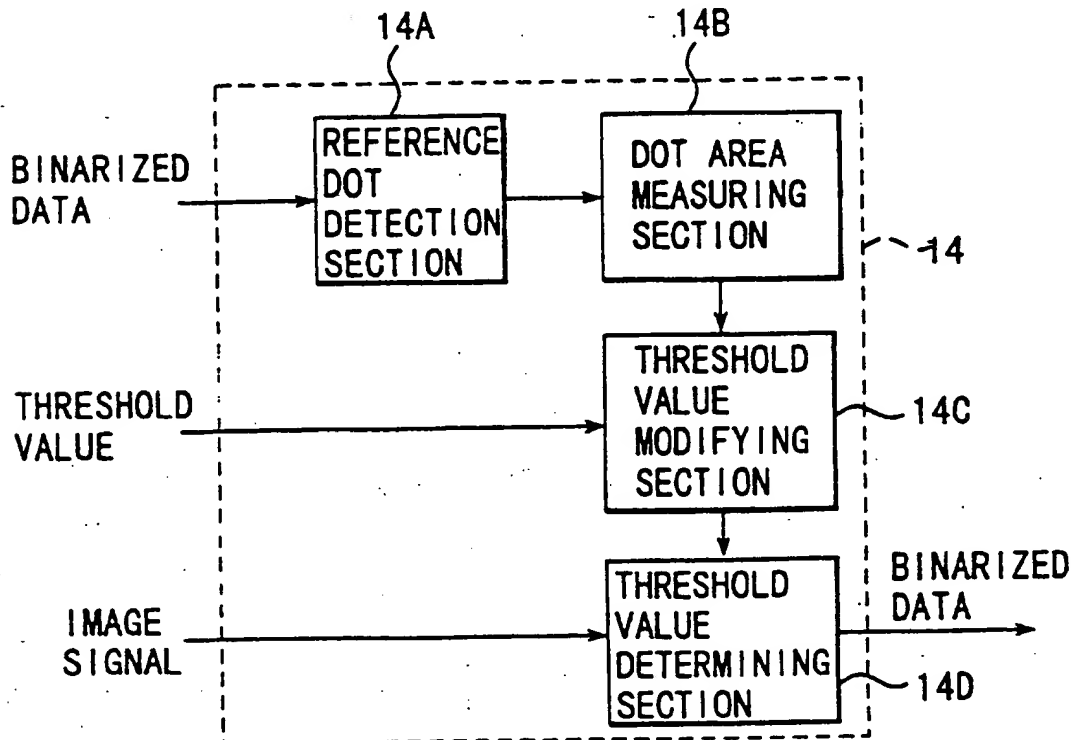 14A
14B
BINARIZED
DATA
REFERENCE
DOT
DETECTION
SECTION
DOT AREA
MEASURING
SECTION
14
THRESHOLD
VALUE
THRESHOLD
VALUE
MODIFYING
SECTION
14C
IMAGE
SIGNAL
THRESHOLD
VALUE
DETERMINING
SECTION
BINARIZED
DATA
14D